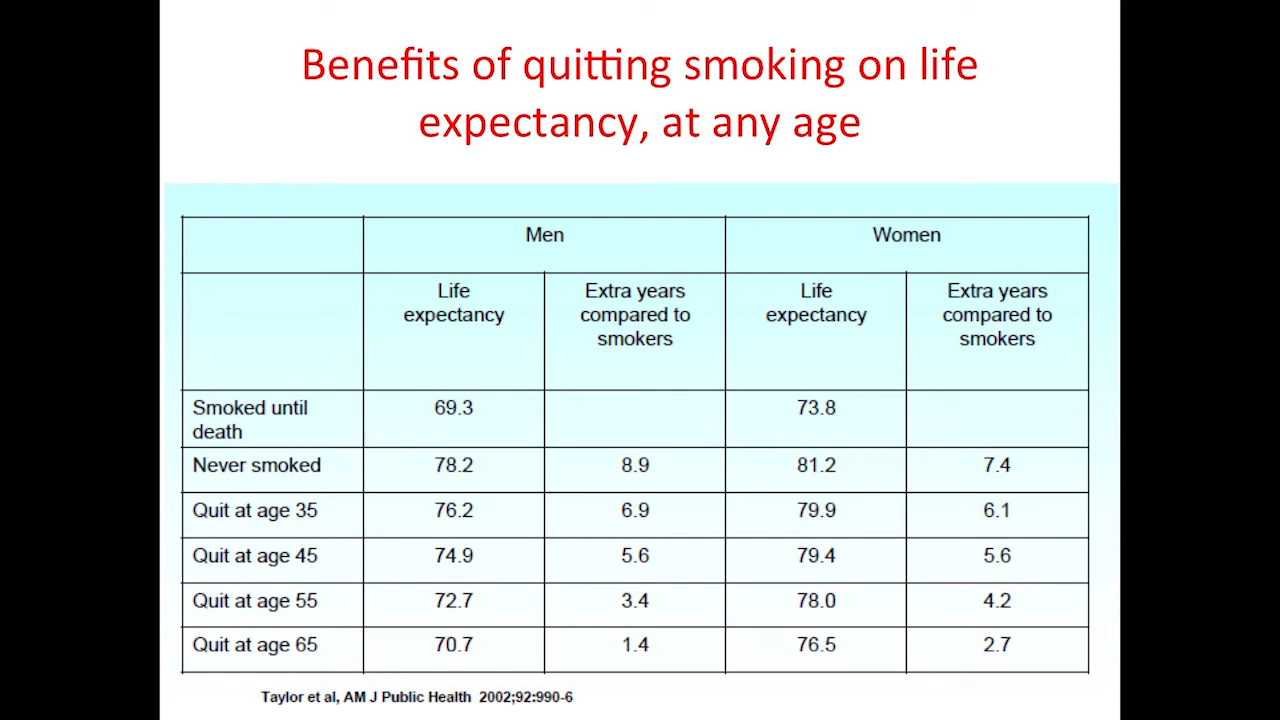 Benefits of quitting smoking on life
expectancy, at any age
Men Women
Life expectancy Extra years compared to smokers Life expectancy Extra years compared to smokers
Smoked until death 69.3 73.8
Never smoked 78.2 8.9 81.2 7.4
Quit at age 35 76.2 6.9 79.9 6.1
Quit at age 45 74.9 5.6 79.4 5.6
Quit at age 55 72.7 3.4 78.0 4.2
Quit at age 65 70.7 1.4 76.5 2.7
Taylor et al, AM J Public Health 2002;92:990-6